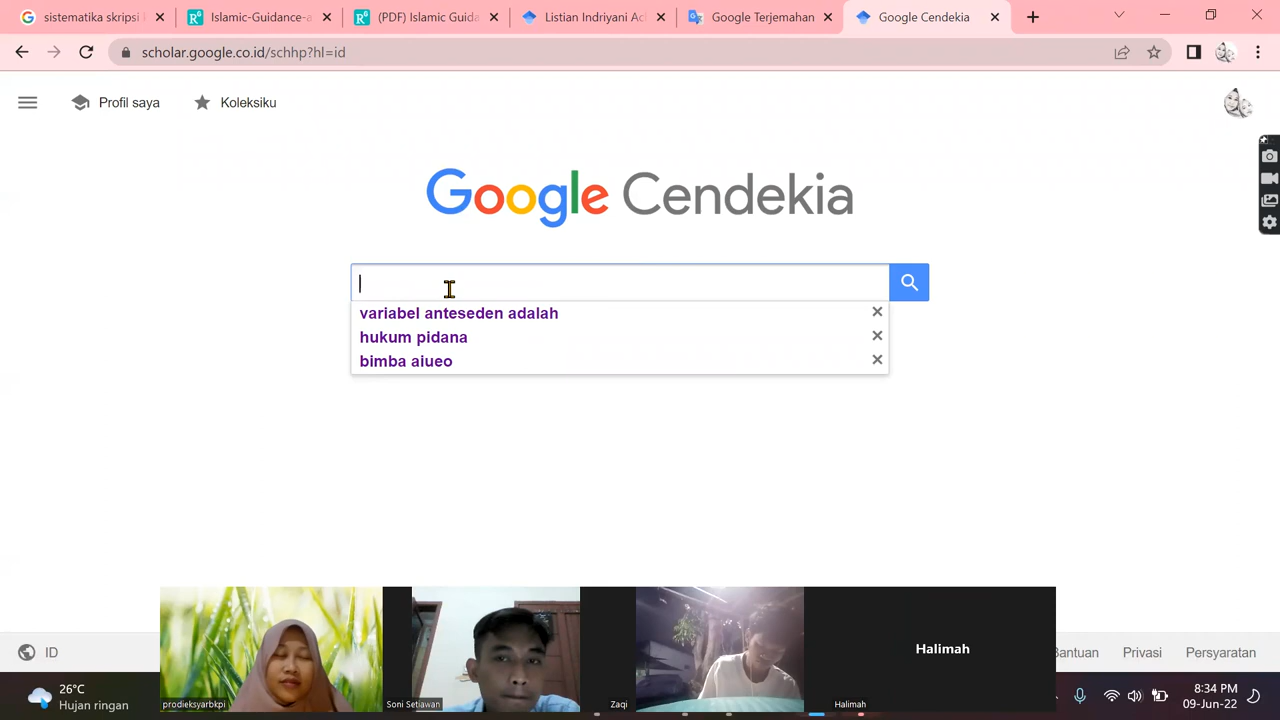 sistematika skripsi
Islamic-Guidance-a
(PDF) Islamic Guida
Listian Indriyani Ac
Google Terjemahan
Google Cendekia
scholar.google.co.id/schhp?hl=id
Profil saya
Koleksiku
Google Cendekia
variabel anteseden adalah
hukum pidana
bimba aiueo
Halimah
ID
Bantuan
Privasi
Persyaratan
prodieksyarbkpi
Soni Setiawan
Zaqi
Halimah
26°C
Hujan ringan
8:34 PM
09-Jun-22